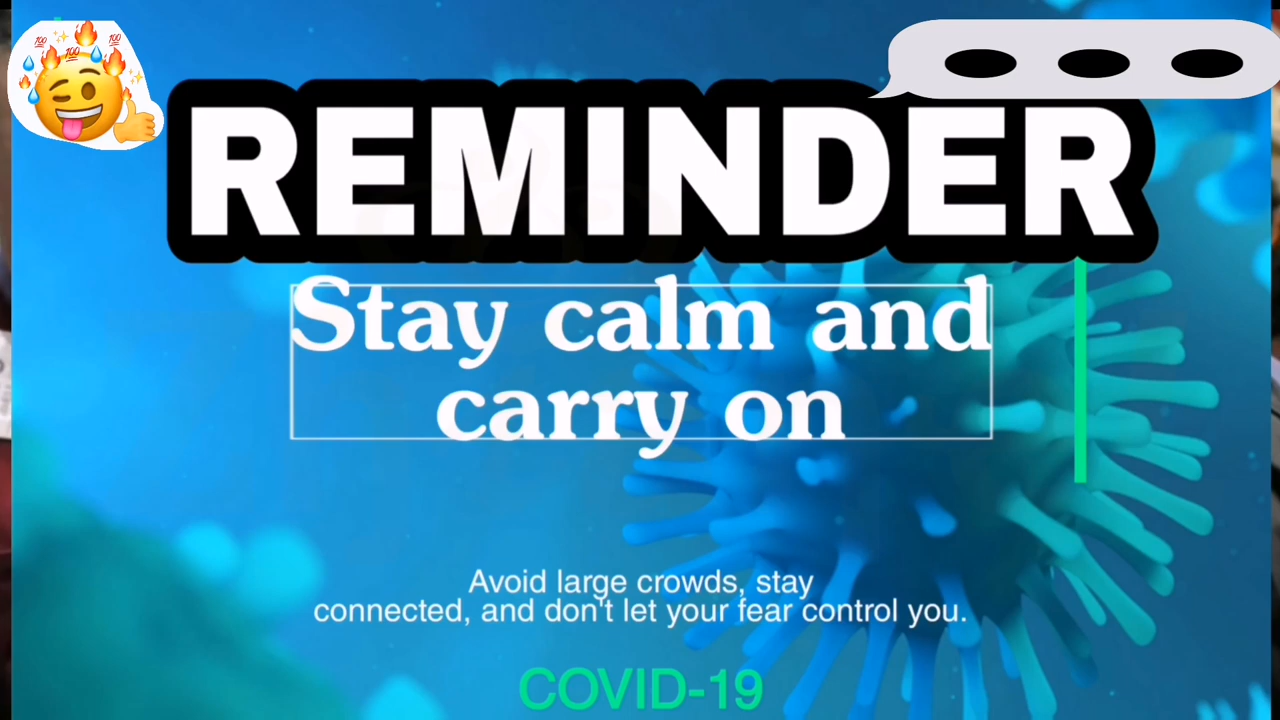 REMINDER
Stay calm and
carry on
Avoid large crowds, stay
connected, and don't let your fear control you.
COVID-19